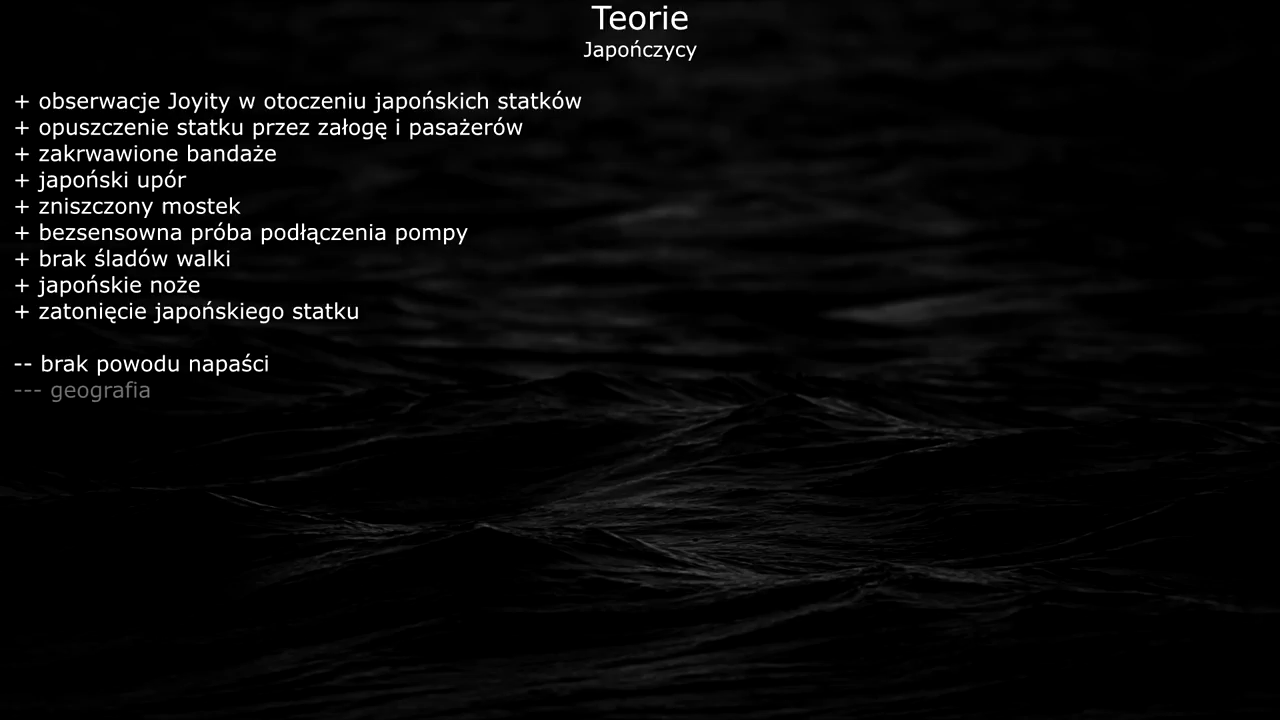 Teorie
Japończycy
+ obserwacje Joyity w otoczeniu japońskich statków
+ opuszczenie statku przez załogę i pasażerów
+ zakrwawione bandaże
+ japoński upór
+ zniszczony mostek
+ bezsensowna próba podłączenia pompy
+ brak śladów walki
+ japońskie noże
+ zatonięcie japońskiego statku
-- brak powodu napaści
--- geografia